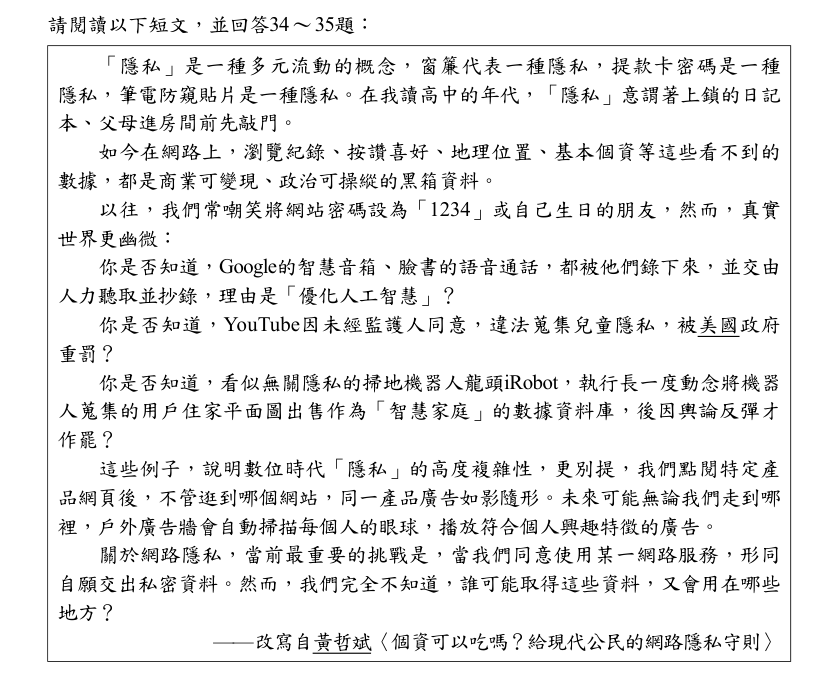 請閱讀以下短文，並回答34～35題：
「隱私」是一種多元流動的概念，窗簾代表一種隱私，提款卡密碼是一種
隱私，筆電防窺貼片是一種隱私。在我讀高中的年代，「隱私」意謂著上鎖的日記
本、父母進房間前先敲門。
如今在網路上，瀏覽紀錄、按讚喜好、地理位置、基本個資等這些看不到的
數據，都是商業可變現、政治可操縱的黑箱資料。
以往，我們常嘲笑將網站密碼設為「1234」或自己生日的朋友，然而，真實
世界更幽微：
你是否知道，Google的智慧音箱、臉書的語音通話，都被他們錄下來，並交由
人力聽取並抄錄，理由是「優化人工智慧」？
你是否知道，YouTube因未經監護人同意，違法蒐集兒童隱私，被美國政府
重罰？
你是否知道，看似無關隱私的掃地機器人龍頭iRobot，執行長一度動念將機器
人蒐集的用戶住家平面圖出售作為「智慧家庭」的數據資料庫，後因輿論反彈才
作罷？
這些例子，說明數位時代「隱私」的高度複雜性，更別提，我們點閱特定產
品網頁後，不管逛到哪個網站，同一產品廣告如影隨形。未來可能無論我們走到哪
裡，戶外廣告牆會自動掃描每個人的眼球，播放符合個人興趣特徵的廣告。
關於網路隱私，當前最重要的挑戰是，當我們同意使用某一網路服務，形同
自願交出私密資料。然而，我們完全不知道，誰可能取得這些資料，又會用在哪些
地方？
——改寫自黃哲斌〈個資可以吃嗎？給現代公民的網路隱私守則〉